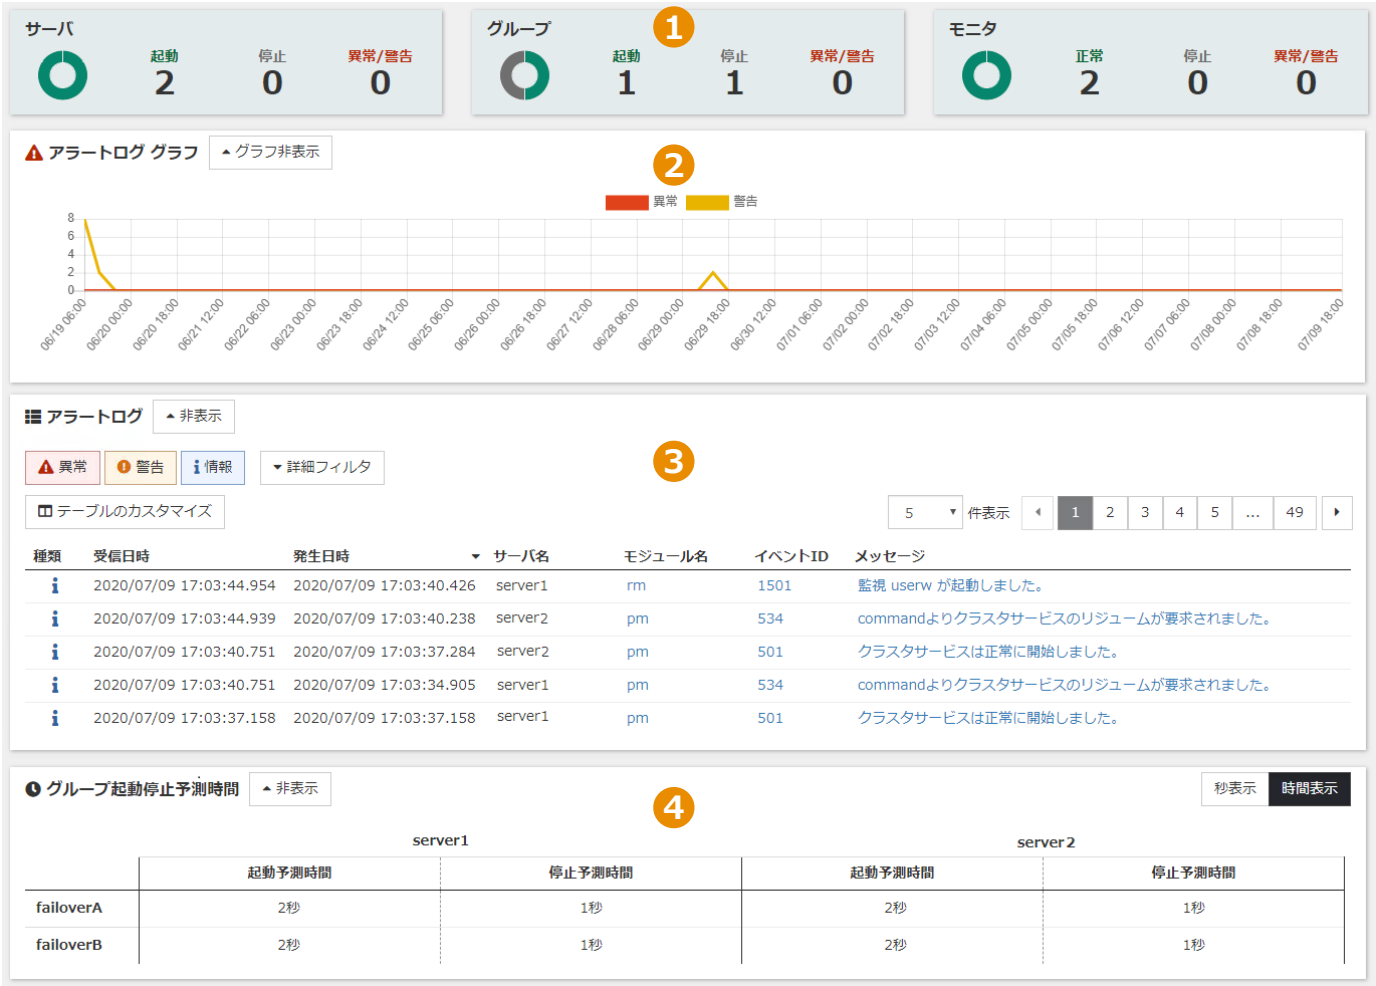 サーバ
起動 停止 異常/警告
2 0 0
グループ
起動 停止 異常/警告
1 1 0
1
モニタ
正常 停止 異常/警告
2 0 0
アラートログ グラフ グラフ非表示
2
異常 警告
8
6
4
2
0
06/19 06:00 06/20 00:00 06/20 18:00 06/21 12:00 06/22 06:00 06/23 00:00 06/23 18:00 06/24 12:00 06/25 06:00 06/26 00:00 06/26 18:00 06/27 12:00 06/28 06:00 06/29 00:00 06/29 18:00 06/30 12:00 07/01 06:00 07/02 00:00 07/02 18:00 07/03 12:00 07/04 06:00 07/05 00:00 07/05 18:00 07/06 12:00 07/07 06:00 07/08 00:00 07/08 18:00 07/09 18:00
アラートログ 非表示
異常 警告 情報 詳細フィルタ
3
テーブルのカスタマイズ 5 件表示 1 2 3 4 5 ... 49
種類 受信日時 発生日時 サーバ名 モジュール名 イベントID メッセージ
2020/07/09 17:03:44.954 2020/07/09 17:03:40.426 server1 rm 1501 監視 userw が起動しました。
2020/07/09 17:03:44.939 2020/07/09 17:03:40.238 server2 pm 534 commandよりクラスタサービスのリジュームが要求されました。
2020/07/09 17:03:40.751 2020/07/09 17:03:37.284 server2 pm 501 クラスタサービスは正常に開始しました。
2020/07/09 17:03:40.751 2020/07/09 17:03:34.905 server1 pm 534 commandよりクラスタサービスのリジュームが要求されました。
2020/07/09 17:03:37.158 2020/07/09 17:03:37.158 server1 pm 501 クラスタサービスは正常に開始しました。
グループ起動停止予測時間 非表示 秒表示 時間表示
4
server1 server2
起動予測時間 停止予測時間 起動予測時間 停止予測時間
failoverA 2秒 1秒 2秒 1秒
failoverB 2秒 1秒 2秒 1秒